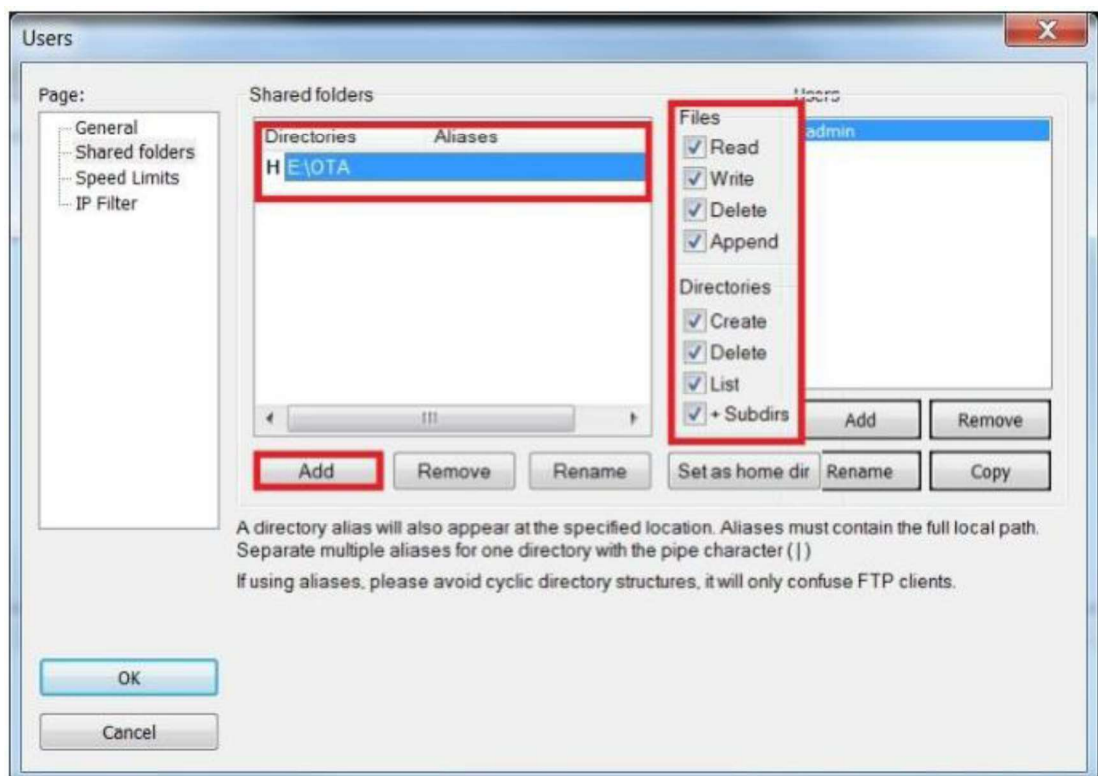 Users
Page:
General
Shared folders
Speed Limits
IP Filter
Shared folders
Directories Aliases
H E:\OTA
Files
Read
Write
Delete
Append
Directories
Create
Delete
List
+ Subdirs
Users
admin
Add Remove Rename Set as home dir
Add Remove
Rename Copy
A directory alias will also appear at the specified location. Aliases must contain the full local path.
Separate multiple aliases for one directory with the pipe character (|)
If using aliases, please avoid cyclic directory structures, it will only confuse FTP clients.
OK
Cancel